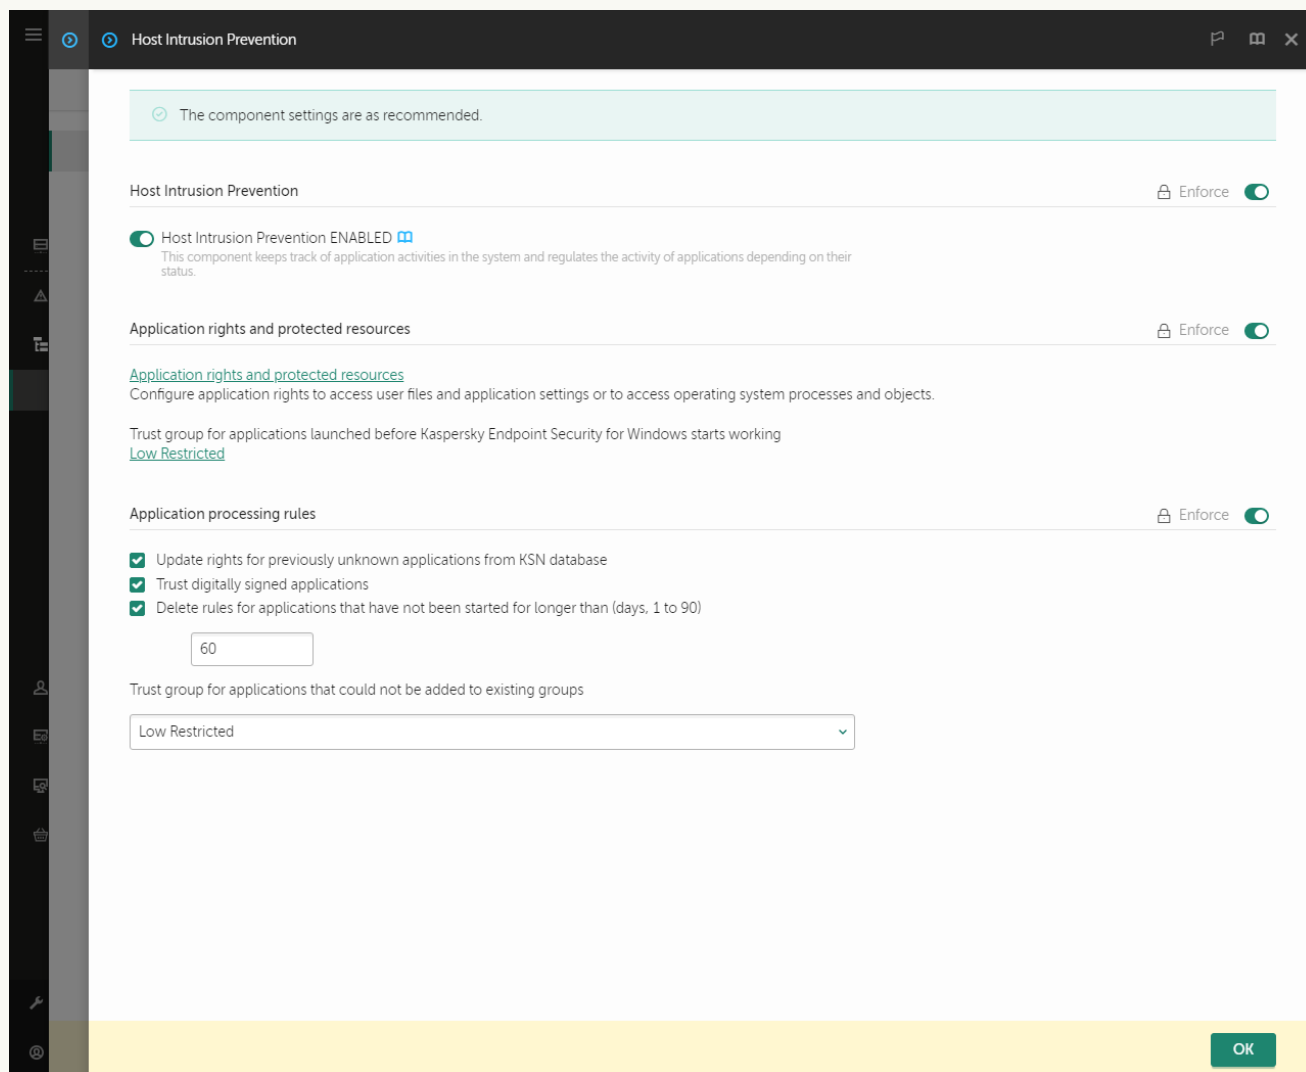 Host Intrusion Prevention
The component settings are as recommended.
Host Intrusion Prevention
Enforce
Host Intrusion Prevention ENABLED
This component keeps track of application activities in the system and regulates the activity of applications depending on their
status.
Application rights and protected resources
Enforce
Application rights and protected resources
Configure application rights to access user files and application settings or to access operating system processes and objects.
Trust group for applications launched before Kaspersky Endpoint Security for Windows starts working
Low Restricted
Application processing rules
Enforce
Update rights for previously unknown applications from KSN database
Trust digitally signed applications
Delete rules for applications that have not been started for longer than (days, 1 to 90)
60
Trust group for applications that could not be added to existing groups
Low Restricted
OK